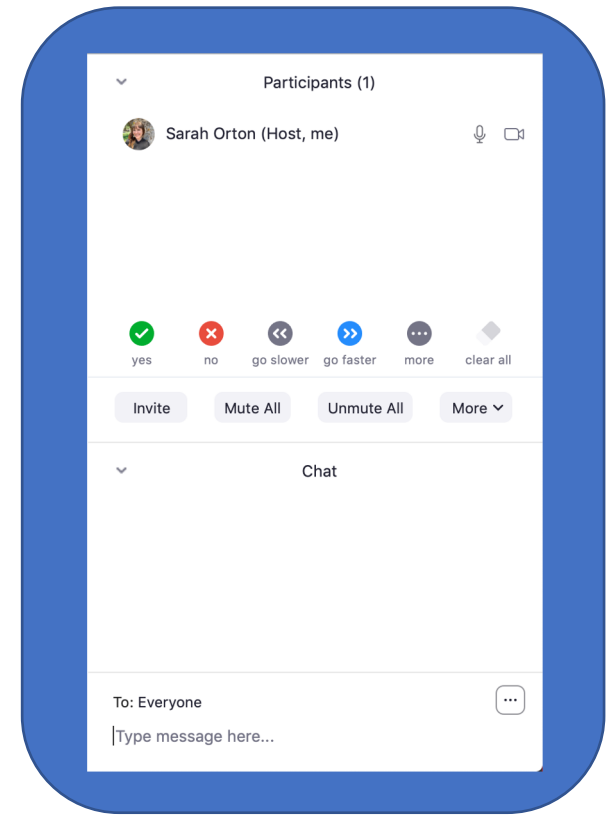 Participants (1)
Sarah Orton (Host, me)
yes no go slower go faster more clear all
Invite Mute All Unmute All More
Chat
To: Everyone
Type message here...